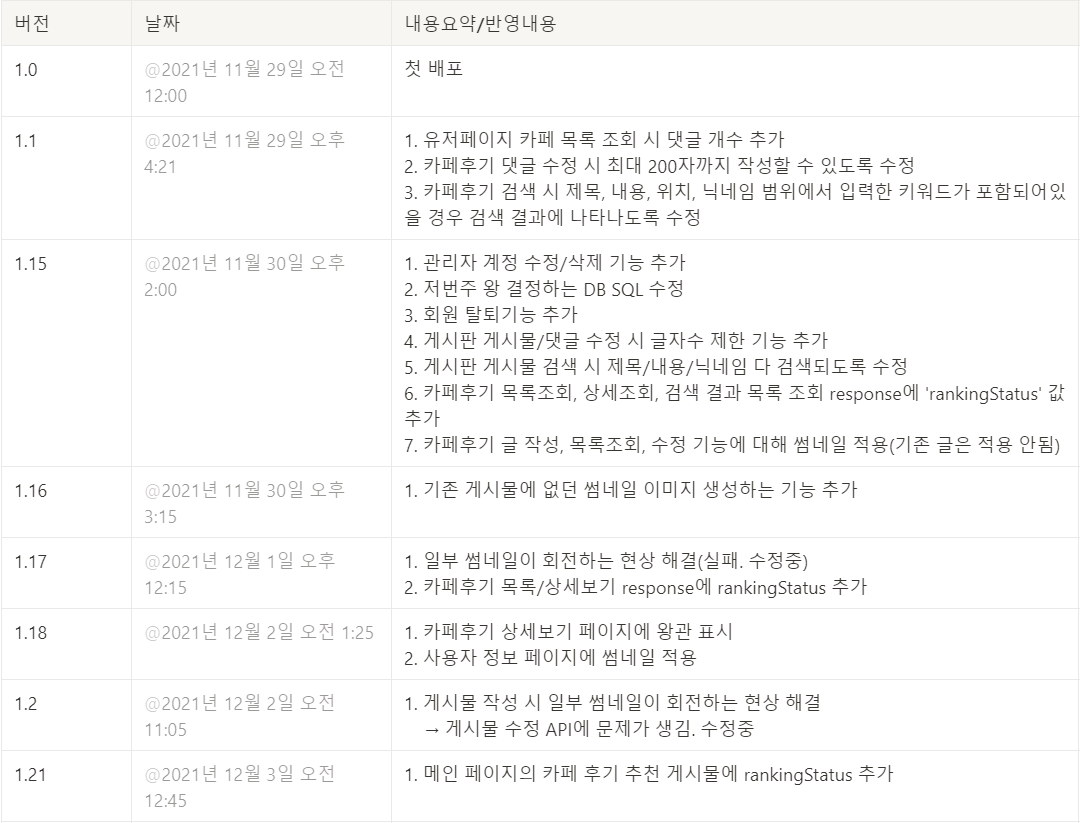 버전 날짜 내용요약/반영내용
1.0 @2021년 11월 29일 오전 첫 배포
12:00
1.1 @2021년 11월 29일 오후 1. 유저페이지 카페 목록 조회 시 댓글 개수 추가
4:21 2. 카페후기 댓글 수정 시 최대 200자까지 작성할 수 있도록 수정
3. 카페후기 검색 시 제목, 내용, 위치, 닉네임 범위에서 입력한 키워드가 포함되어있
을 경우 검색 결과에 나타나도록 수정
1.15 @2021년 11월 30일 오후 1. 관리자 계정 수정/삭제 기능 추가
2:00 2. 저번주 왕 결정하는 DB SQL 수정
3. 회원 탈퇴기능 추가
4. 게시판 게시물/댓글 수정 시 글자수 제한 기능 추가
5. 게시판 게시물 검색 시 제목/내용/닉네임 다 검색되도록 수정
6. 카페후기 목록조회, 상세조회, 검색 결과 목록 조회 response에 'rankingStatus' 값
추가
7. 카페후기 글 작성, 목록조회, 수정 기능에 대해 썸네일 적용(기존 글은 적용 안됨)
1.16 @2021년 11월 30일 오후 1. 기존 게시물에 없던 썸네일 이미지 생성하는 기능 추가
3:15
1.17 @2021년 12월 1일 오후 1. 일부 썸네일이 회전하는 현상 해결(실패. 수정중)
12:15 2. 카페후기 목록/상세보기 response에 rankingStatus 추가
1.18 @2021년 12월 2일 오전 1:25 1. 카페후기 상세보기 페이지에 왕관 표시
2. 사용자 정보 페이지에 썸네일 적용
1.2 @2021년 12월 2일 오전 1. 게시물 작성 시 일부 썸네일이 회전하는 현상 해결
11:05 → 게시물 수정 API에 문제가 생김. 수정중
1.21 @2021년 12월 3일 오전 1. 메인 페이지의 카페 후기 추천 게시물에 rankingStatus 추가
12:45